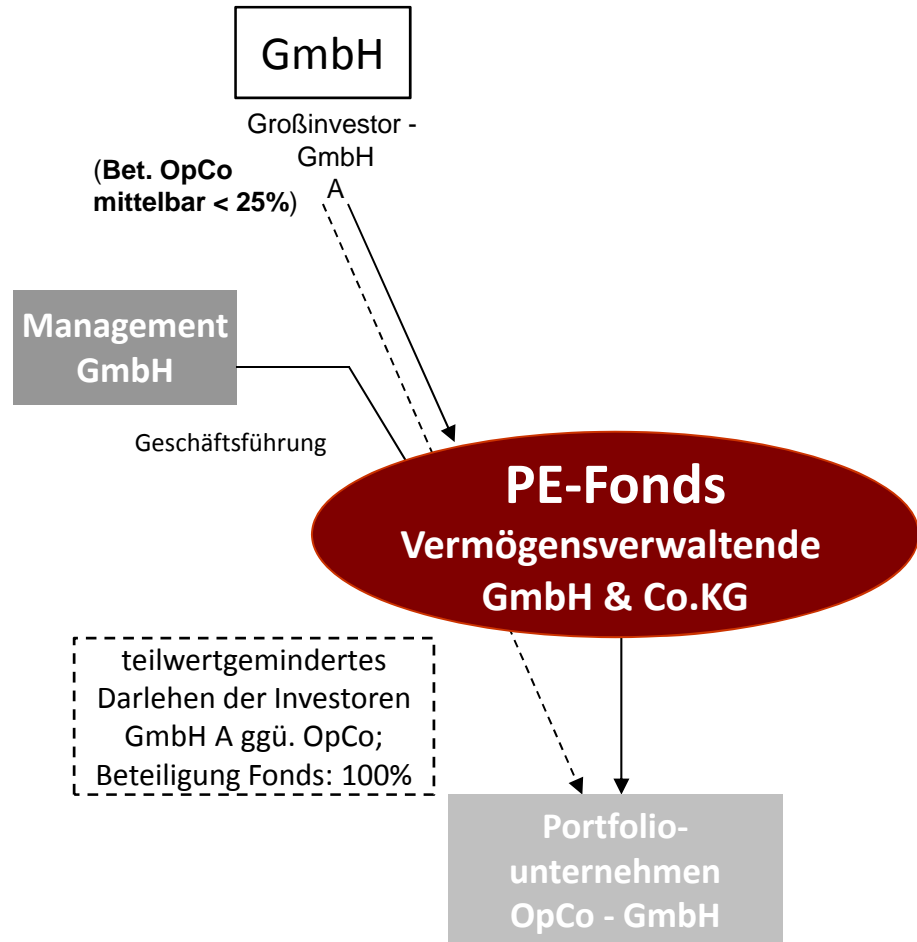 GmbH
Großinvestor -
GmbH
A
(Bet. OpCo
mittelbar < 25%)
Management
GmbH
Geschäftsführung
PE-Fonds
Vermögensverwaltende
GmbH & Co.KG
teilwertgemindertes
Darlehen der Investoren
GmbH A ggü. OpCo;
Beteiligung Fonds: 100%
Portfolio-
unternehmen
OpCo - GmbH